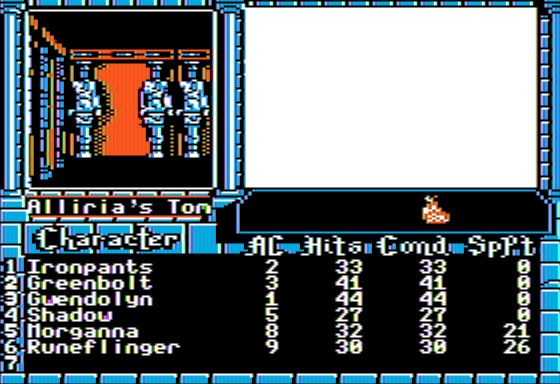 Alliria's Tom
Character AC Hits Cond SpPt
1 Ironpants 2 33 33 0
2 Greenbolt 3 41 41 0
3 Gwendolyn 1 44 44 0
4 Shadow 5 27 27 0
5 Morganna 8 32 32 21
6 Runeflinger 9 30 30 26
7